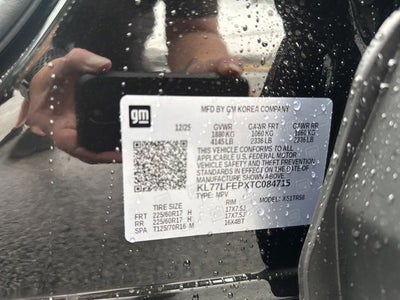 gm
MFD BY GM KOREA COMPANY
12/25 GVWR GAWR FRT GAWR RR
1880 KG 1060 KG 1060 KG
4145 LB 2336 LB 2336 LB
THIS VEHICLE CONFORMS TO ALL
APPLICABLE U.S. FEDERAL MOTOR
VEHICLE SAFETY AND THEFT PREVENTION
STANDARDS IN EFFECT ON THE DATE OF
MANUFACTURE SHOWN ABOVE.
KL77LFEPXTC084715
TYPE: MPV MODEL:
TIRE SIZE RIM
FRT 225/60R17 H 17X7.5J
RR 225/60R17 H 17X7.5J
SPA T125/70R16 M 16X4BT